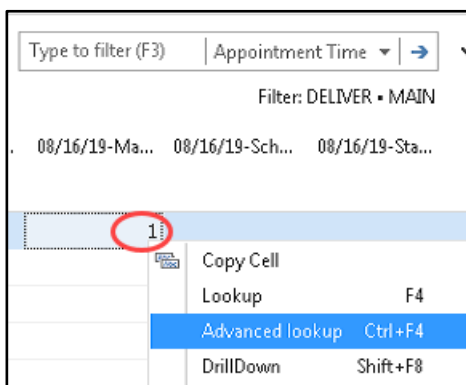 Type to filter (F3) Appointment Time
Filter: DELIVER • MAIN
08/16/19-Ma... 08/16/19-Sch... 08/16/19-Sta...
1
Copy Cell
Lookup F4
Advanced lookup Ctrl+F4
DrillDown Shift+F8